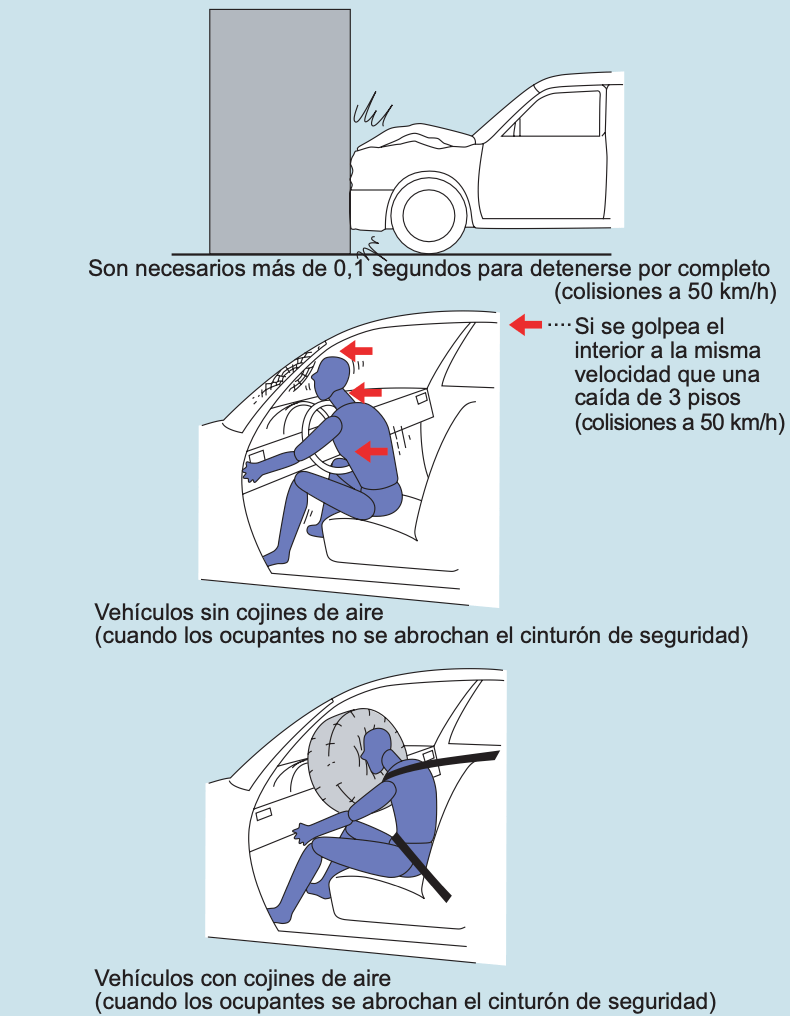 Son necesarios más de 0,1 segundos para detenerse por completo
(colisiones a 50 km/h)
Si se golpea el
interior a la misma
velocidad que una
caída de 3 pisos
(colisiones a 50 km/h)
Vehículos sin cojines de aire
(cuando los ocupantes no se abrochan el cinturón de seguridad)
Vehículos con cojines de aire
(cuando los ocupantes se abrochan el cinturón de seguridad)